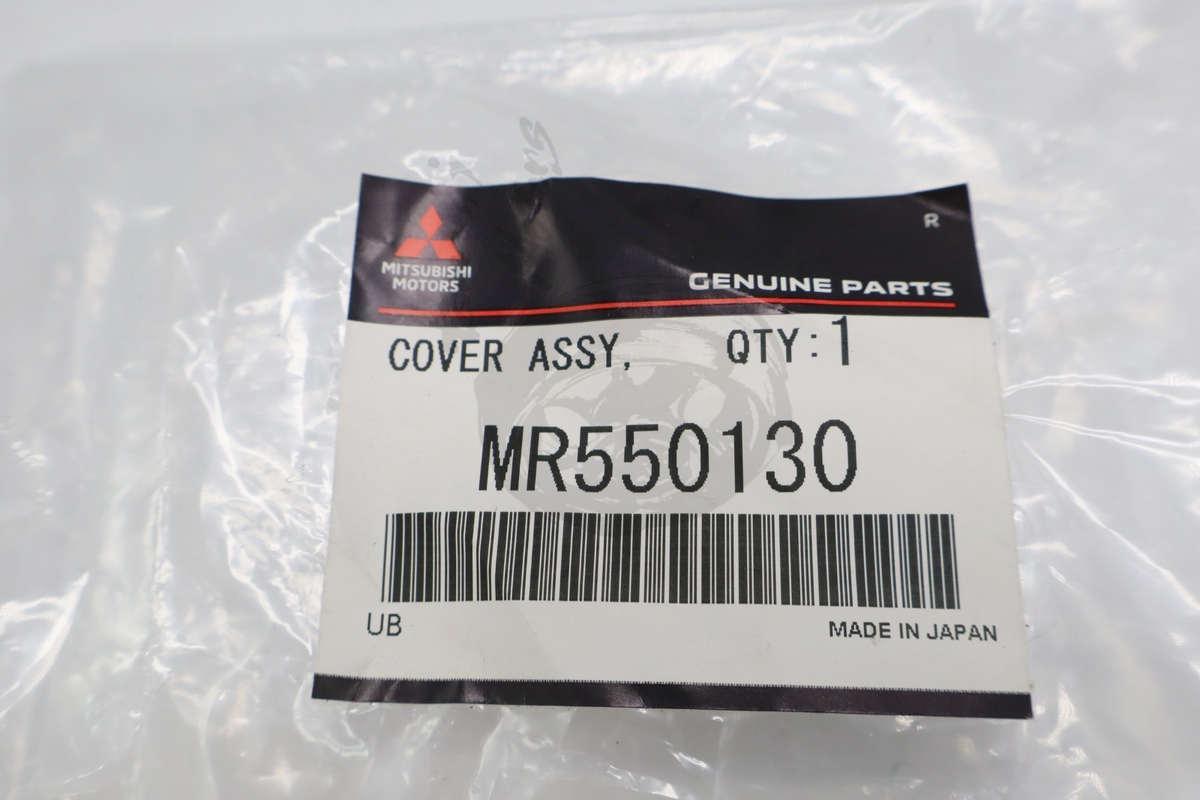 R
MITSUBISHI
MOTORS
GENUINE PARTS
COVER ASSY, QTY:1
MR550130
UB
MADE IN JAPAN